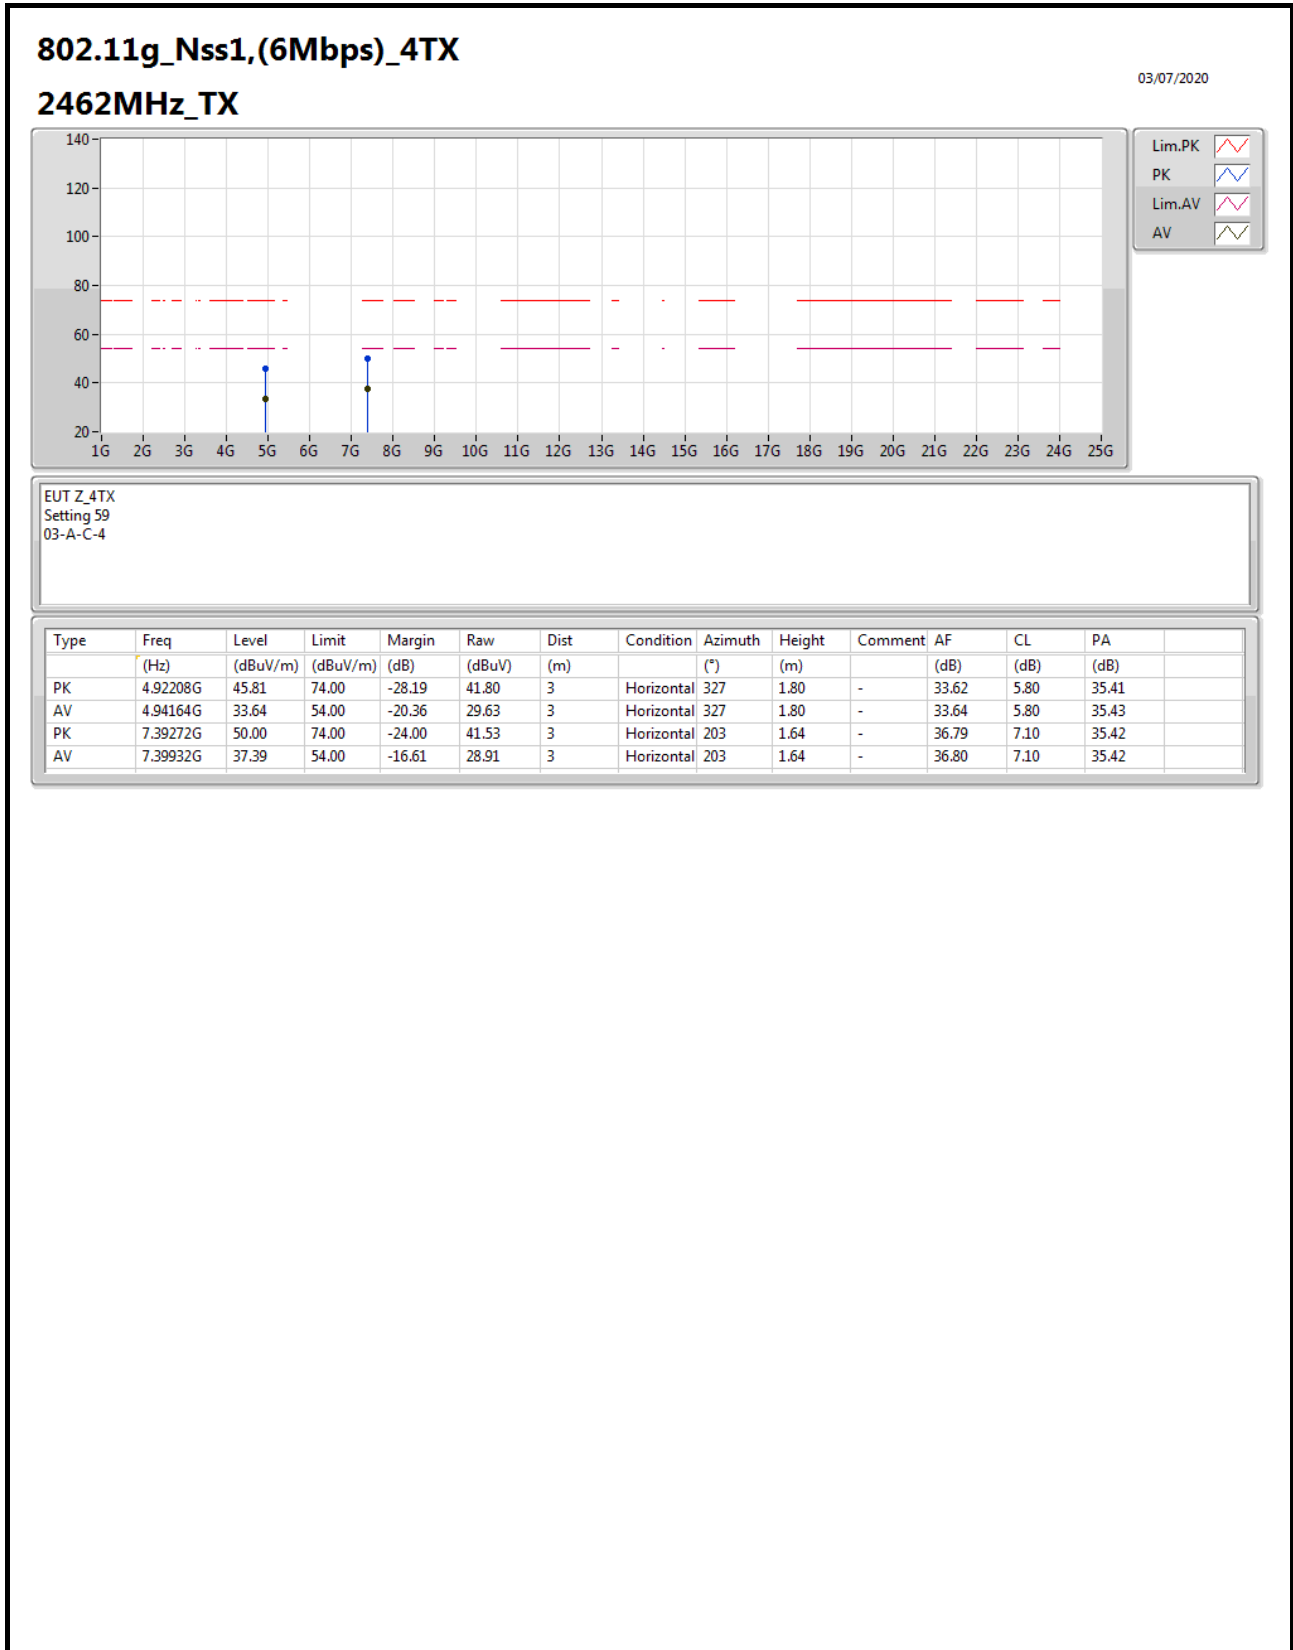 802.11g_Nss1,(6Mbps)_4TX
03/07/2020
2462MHz_TX
140
120
100
80
60
40
20
1G 2G 3G 4G 5G 6G 7G 8G 9G 10G 11G 12G 13G 14G 15G 16G 17G 18G 19G 20G 21G 22G 23G 24G 25G
Lim.PK
PK
Lim.AV
AV
EUT Z_4TX
Setting 59
03-A-C-4
Type Freq Level Limit Margin Raw Dist Condition Azimuth Height Comment AF CL PA
(Hz) (dBuV/m) (dBuV/m) (dB) (dBuV) (m) (°) (m) (dB) (dB) (dB)
PK 4.92208G 45.81 74.00 -28.19 41.80 3 Horizontal 327 1.80 - 33.62 5.80 35.41
AV 4.94164G 33.64 54.00 -20.36 29.63 3 Horizontal 327 1.80 - 33.64 5.80 35.43
PK 7.39272G 50.00 74.00 -24.00 41.53 3 Horizontal 203 1.64 - 36.79 7.10 35.42
AV 7.39932G 37.39 54.00 -16.61 28.91 3 Horizontal 203 1.64 - 36.80 7.10 35.42